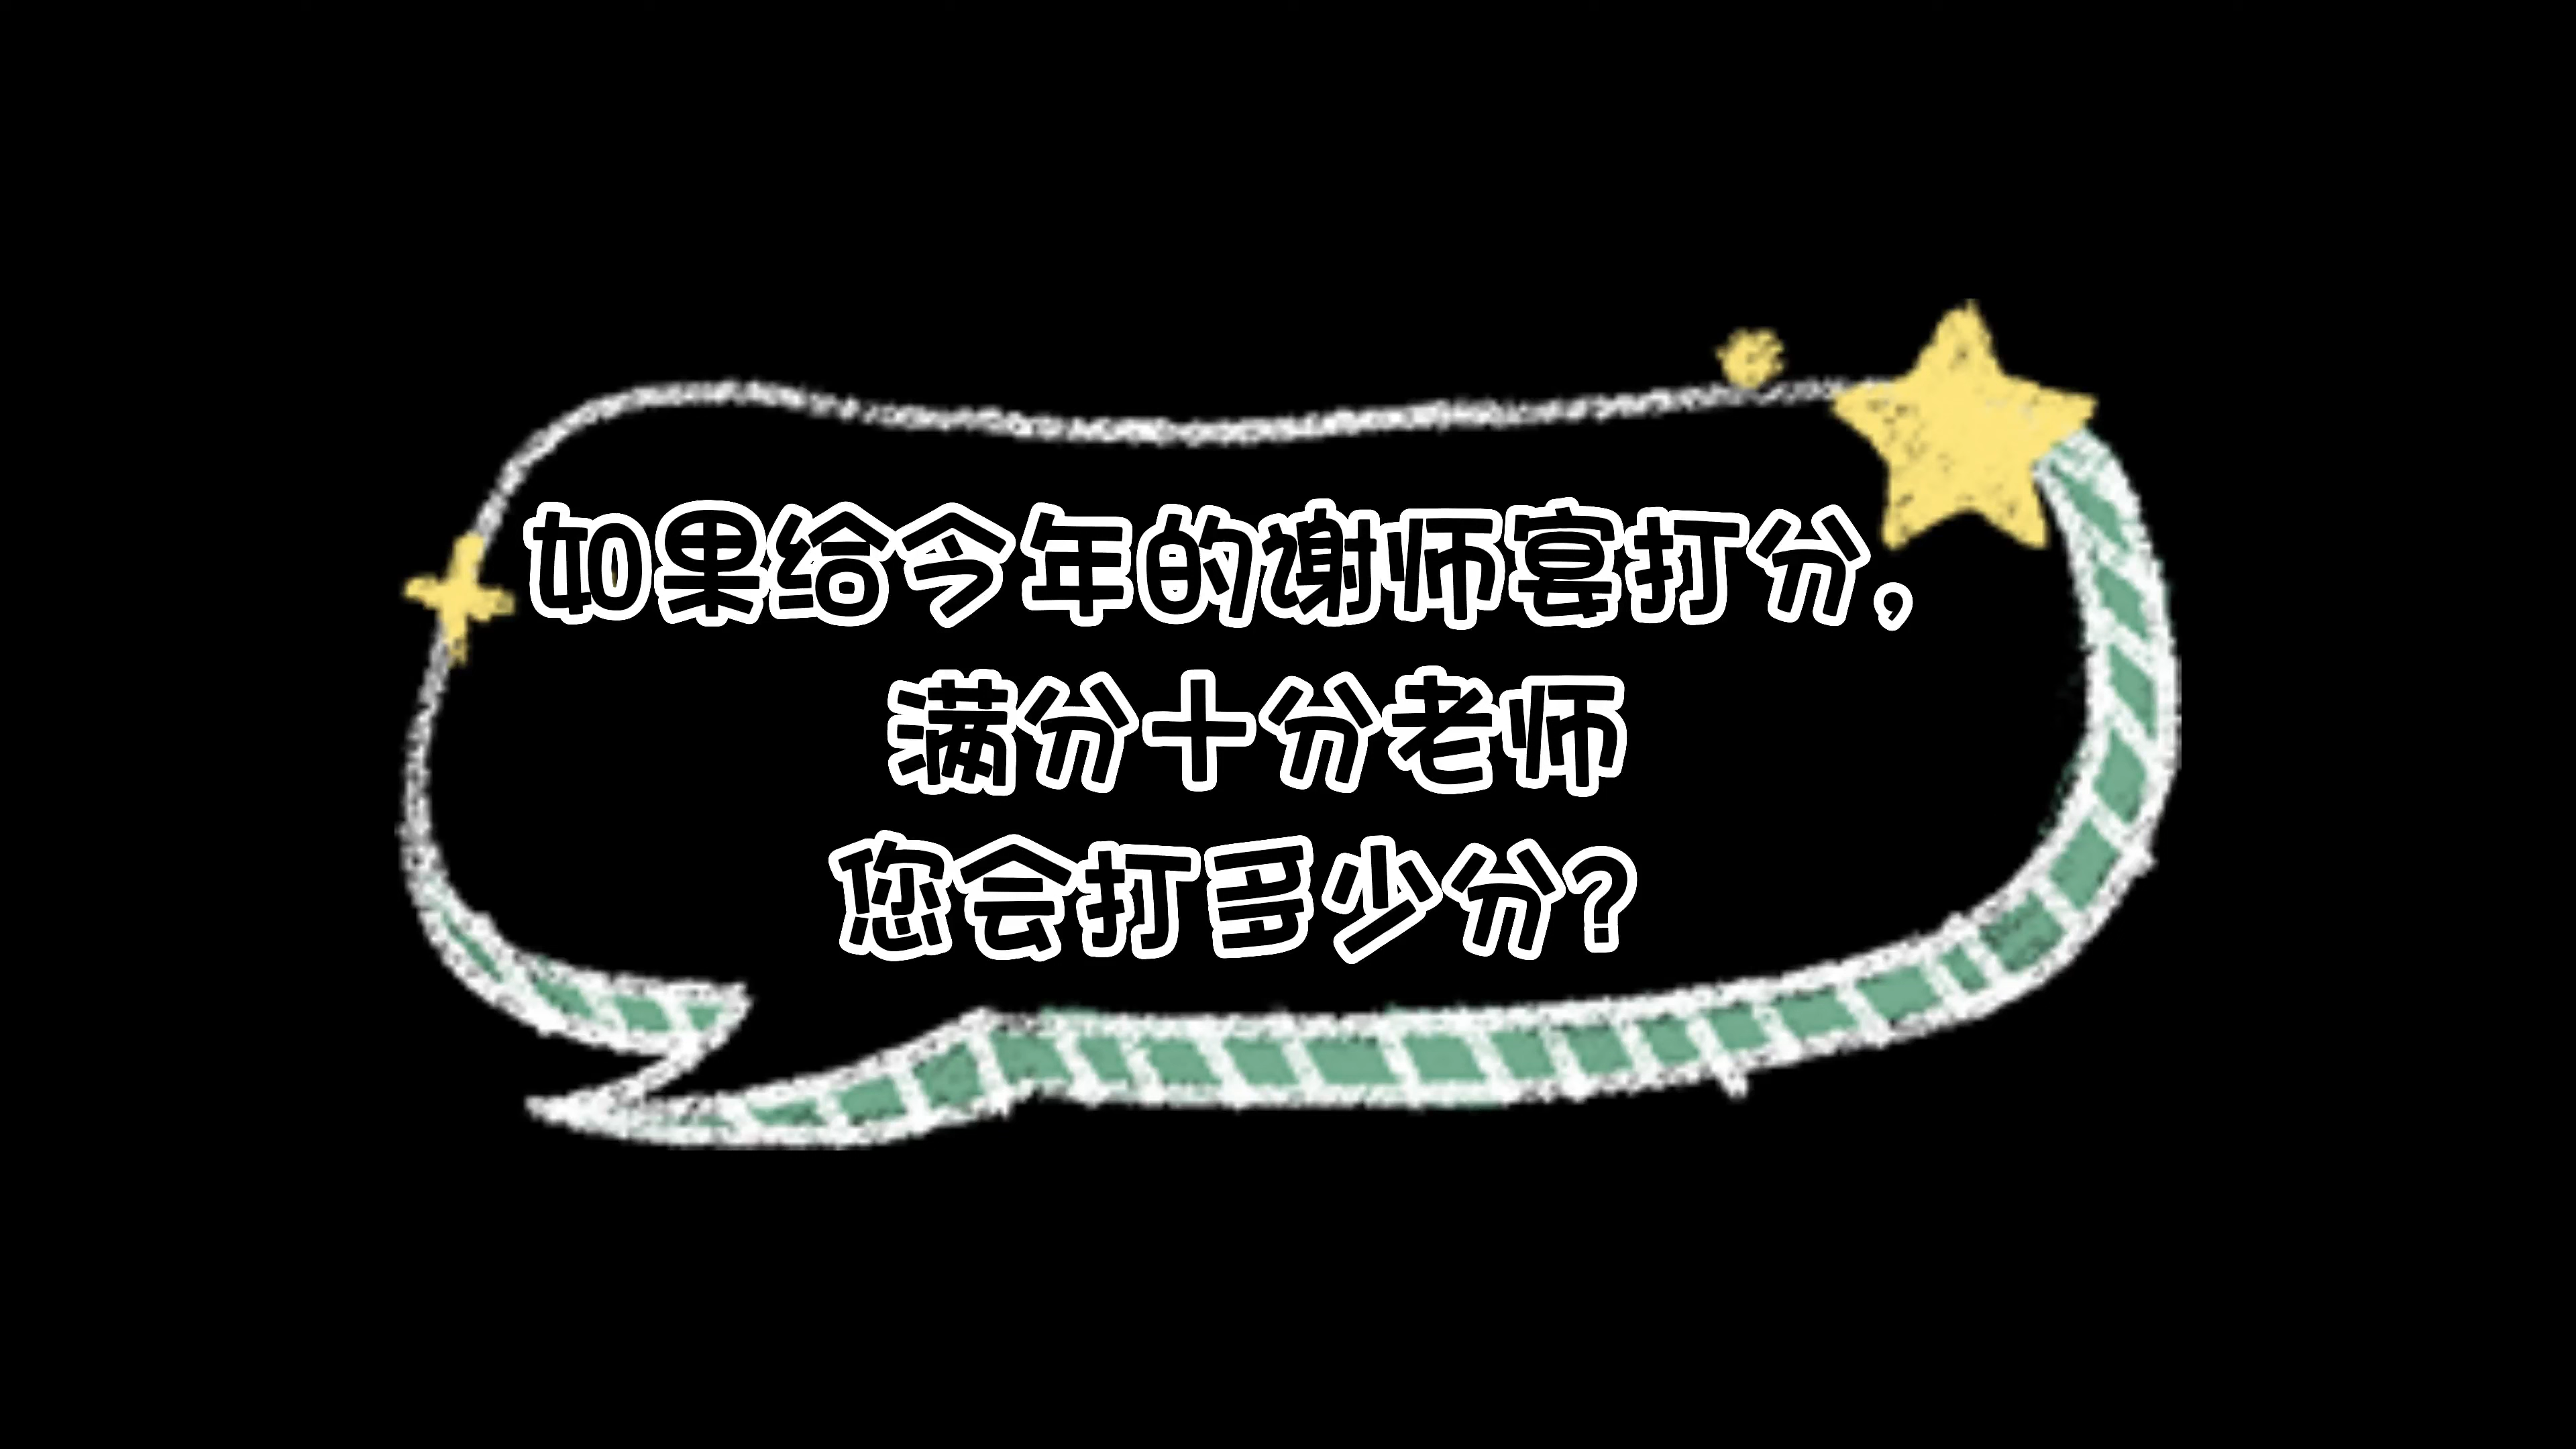 如果给今年的谢师宴打分，
满分十分老师
您会打多少分？